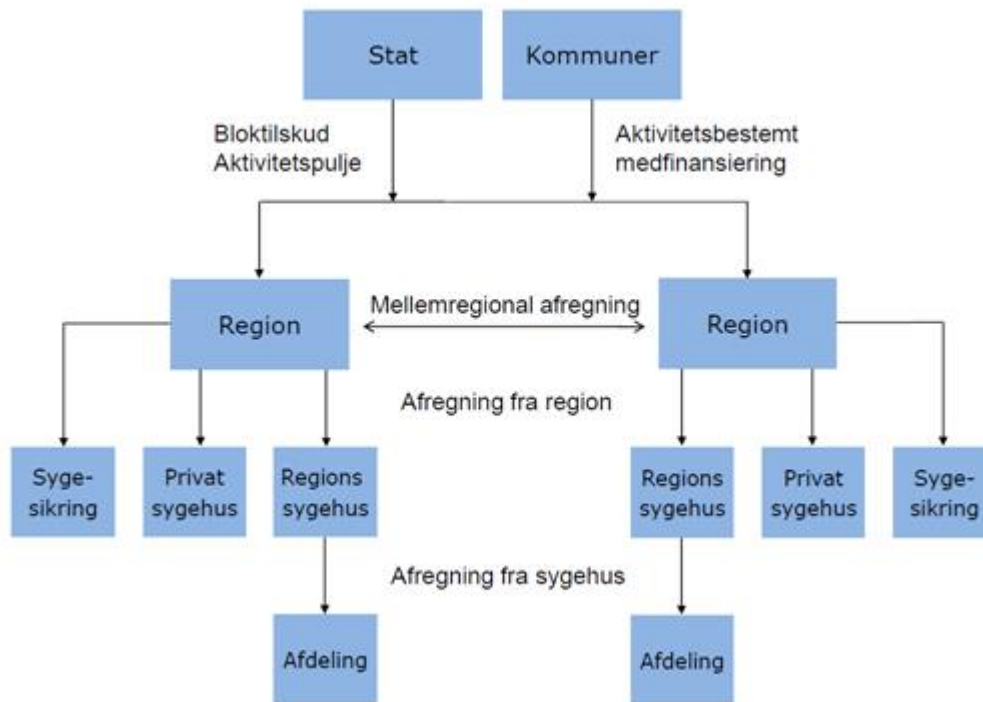 Stat
Kommuner
Bloktilskud
Aktivitetspulje
Aktivitetsbestemt
medfinansiering
Region
Mellemregional afregning
Region
Afregning fra region
Syge-
sikring
Privat
sygehus
Regions
sygehus
Regions
sygehus
Privat
sygehus
Syge-
sikring
Afregning fra sygehus
Afdeling
Afdeling